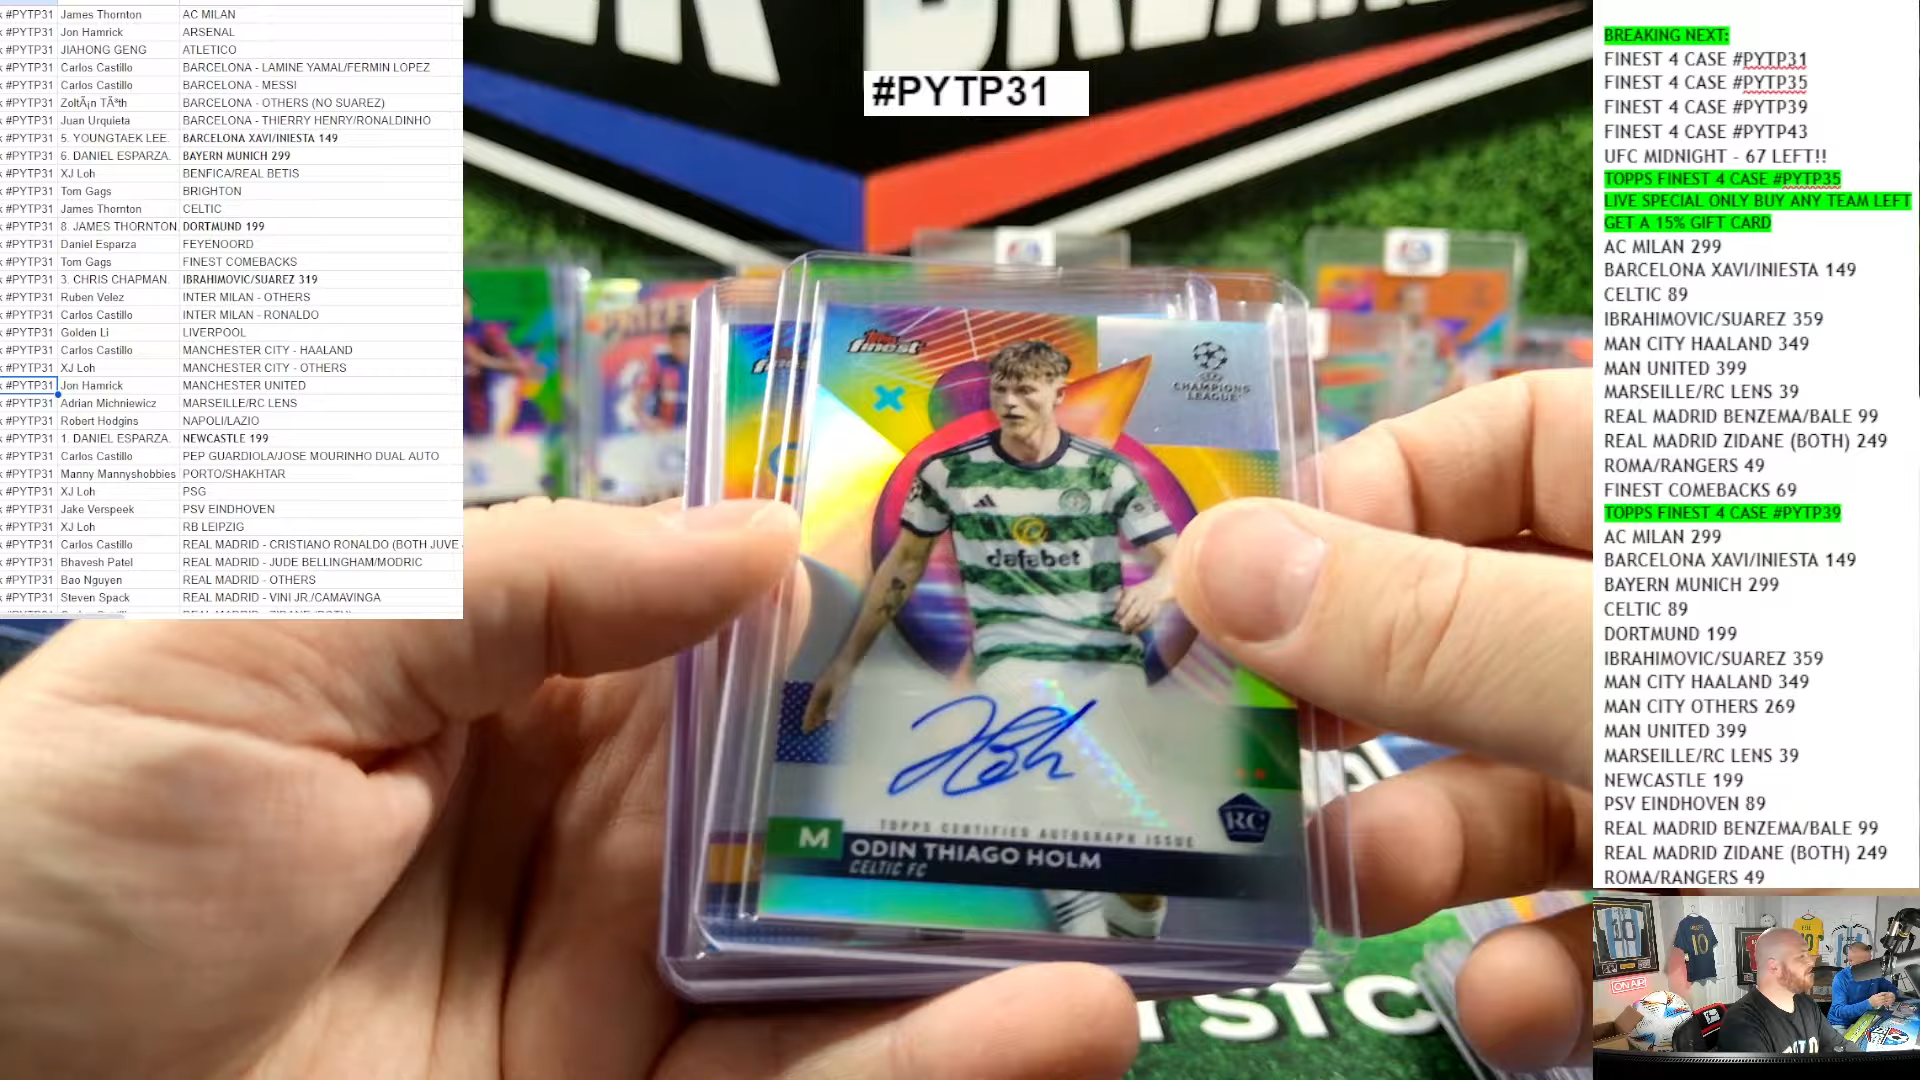 #PYTP31 James Thornton AC MILAN
#PYTP31 Jon Hamrick ARSENAL
#PYTP31 JIAHONG GENG ATLETICO
#PYTP31 Carlos Castillo BARCELONA - LAMINE YAMAL/FERMIN LOPEZ
#PYTP31 Carlos Castillo BARCELONA - MESSI
#PYTP31 ZoltÃ¡n TÃ³th BARCELONA - OTHERS (NO SUAREZ)
#PYTP31 Juan Urquieta BARCELONA - THIERRY HENRY/RONALDINHO
#PYTP31 5. YOUNGTAEK LEE. BARCELONA XAVI/INIESTA 149
#PYTP31 6. DANIEL ESPARZA. BAYERN MUNICH 299
#PYTP31 XJ Loh BENFICA/REAL BETIS
#PYTP31 Tom Gags BRIGHTON
#PYTP31 James Thornton CELTIC
#PYTP31 8. JAMES THORNTON. DORTMUND 199
#PYTP31 Daniel Esparza FEYENOORD
#PYTP31 Tom Gags FINEST COMEBACKS
#PYTP31 3. CHRIS CHAPMAN. IBRAHIMOVIC/SUAREZ 319
#PYTP31 Ruben Velez INTER MILAN - OTHERS
#PYTP31 Carlos Castillo INTER MILAN - RONALDO
#PYTP31 Golden Li LIVERPOOL
#PYTP31 Carlos Castillo MANCHESTER CITY - HAALAND
#PYTP31 XJ Loh MANCHESTER CITY - OTHERS
#PYTP31 Jon Hamrick MANCHESTER UNITED
#PYTP31 Adrian Michniewicz MARSEILLE/RC LENS
#PYTP31 Robert Hodgins NAPOLI/LAZIO
#PYTP31 1. DANIEL ESPARZA. NEWCASTLE 199
#PYTP31 Carlos Castillo PEP GUARDIOLA/JOSE MOURINHO DUAL AUTO
#PYTP31 Manny Mannyshobbies PORTO/SHAKHTAR
#PYTP31 XJ Loh PSG
#PYTP31 Jake Verspeek PSV EINDHOVEN
#PYTP31 XJ Loh RB LEIPZIG
#PYTP31 Carlos Castillo REAL MADRID - CRISTIANO RONALDO (BOTH JUVE
#PYTP31 Bhavesh Patel REAL MADRID - JUDE BELLINGHAM/MODRIC
#PYTP31 Bao Nguyen REAL MADRID - OTHERS
#PYTP31 Steven Spack REAL MADRID - VINI JR./CAMAVINGA
#PYTP31
Topps finest
UEFA
CHAMPIONS
LEAGUE
dafabet
TOPPS CERTIFIED AUTOGRAPH ISSUE
RC
M ODIN THIAGO HOLM
CELTIC FC
BREAKING NEXT:
FINEST 4 CASE #PYTP31
FINEST 4 CASE #PYTP35
FINEST 4 CASE #PYTP39
FINEST 4 CASE #PYTP43
UFC MIDNIGHT - 67 LEFT!!
TOPPS FINEST 4 CASE #PYTP35
LIVE SPECIAL ONLY BUY ANY TEAM LEFT
GET A 15% GIFT CARD
AC MILAN 299
BARCELONA XAVI/INIESTA 149
CELTIC 89
IBRAHIMOVIC/SUAREZ 359
MAN CITY HAALAND 349
MAN UNITED 399
MARSEILLE/RC LENS 39
REAL MADRID BENZEMA/BALE 99
REAL MADRID ZIDANE (BOTH) 249
ROMA/RANGERS 49
FINEST COMEBACKS 69
TOPPS FINEST 4 CASE #PYTP39
AC MILAN 299
BARCELONA XAVI/INIESTA 149
BAYERN MUNICH 299
CELTIC 89
DORTMUND 199
IBRAHIMOVIC/SUAREZ 359
MAN CITY HAALAND 349
MAN CITY OTHERS 269
MAN UNITED 399
MARSEILLE/RC LENS 39
NEWCASTLE 199
PSV EINDHOVEN 89
REAL MADRID BENZEMA/BALE 99
REAL MADRID ZIDANE (BOTH) 249
ROMA/RANGERS 49
ON AIR